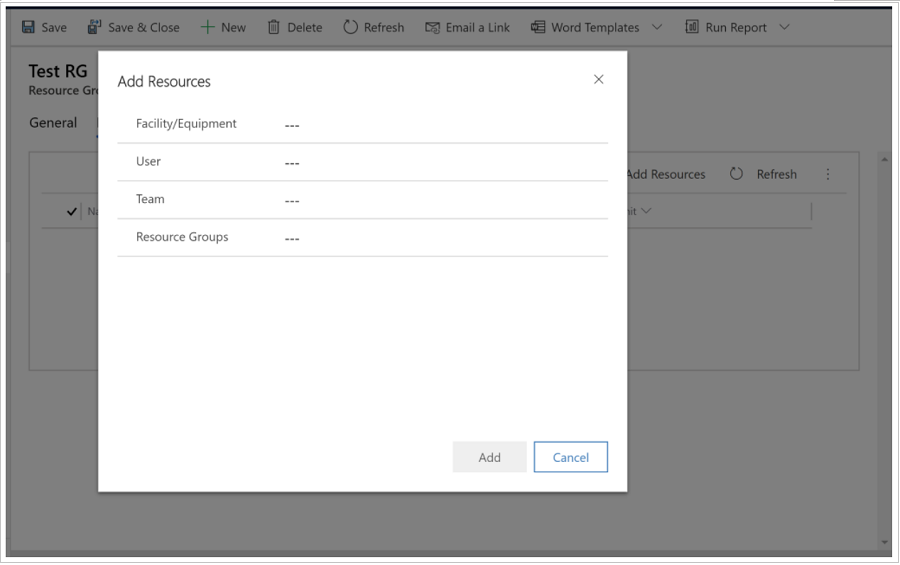 Save Save & Close New Delete Refresh Email a Link Word Templates Run Report
Test RG
Add Resources
Resource Gr
General
Facility/Equipment ---
User ---
Add Resources Refresh
Team ---
Na
Resource Groups ---
Add Cancel